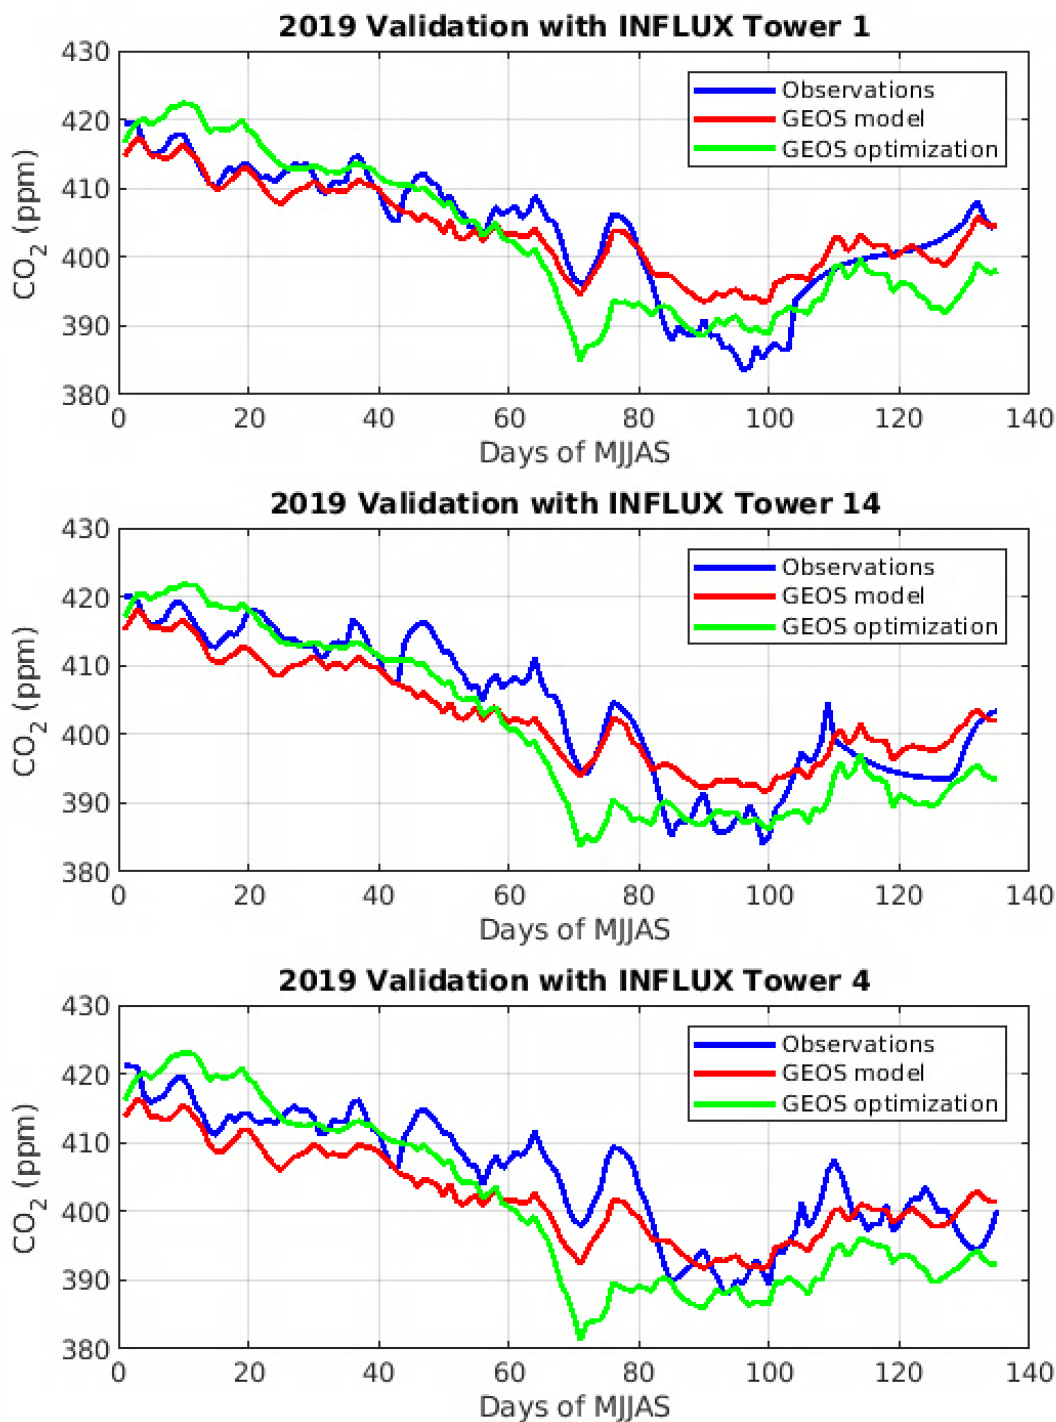 2019 Validation with INFLUX Tower 1
430
420
410
400
390
380
CO2 (ppm)
Observations
GEOS model
GEOS optimization
0 20 40 60 80 100 120 140
Days of MJJAS
2019 Validation with INFLUX Tower 14
430
420
410
400
390
380
CO2 (ppm)
Observations
GEOS model
GEOS optimization
0 20 40 60 80 100 120 140
Days of MJJAS
2019 Validation with INFLUX Tower 4
430
420
410
400
390
380
CO2 (ppm)
Observations
GEOS model
GEOS optimization
0 20 40 60 80 100 120 140
Days of MJJAS